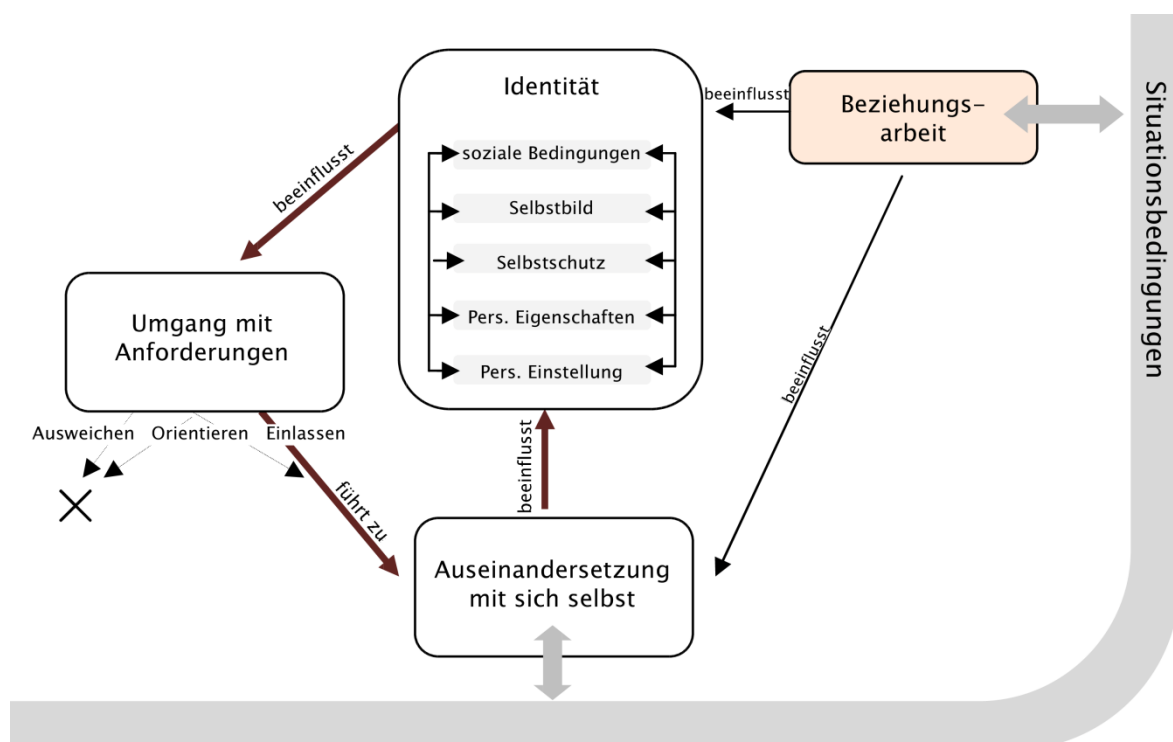 Identität
soziale Bedingungen
Selbstbild
Selbstschutz
Pers. Eigenschaften
Pers. Einstellung
beeinflusst
Beziehungs-
arbeit
Situationsbedingungen
beeinflusst
Umgang mit
Anforderungen
Ausweichen
Orientieren
Einlassen
führt zu
beeinflusst
beeinflusst
Auseinandersetzung
mit sich selbst